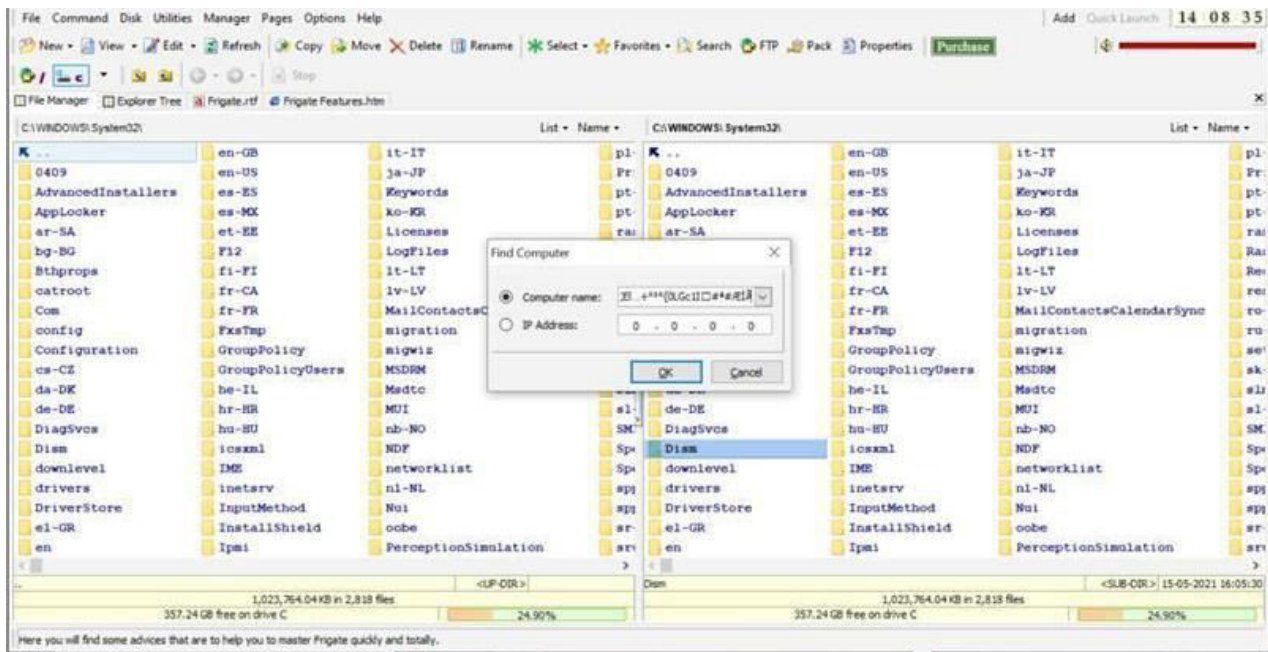 File Command Disk Utilities Manager Pages Options Help Add Quick Launch 14 08 35
New View Edit Refresh Copy Move Delete Rename Select Favorites Search FTP Pack Properties Purchase
/ c Stop
File Manager Explorer Tree Frigate.rtf Frigate Features.htm
C:\WINDOWS\System32\ List Name C:\WINDOWS\System32\ List Name
.. en-GB it-IT .. en-GB it-IT
0409 en-US ja-JP 0409 en-US ja-JP
AdvancedInstallers es-ES Keywords AdvancedInstallers es-ES Keywords
AppLocker es-MX ko-KR AppLocker es-MX ko-KR
ar-SA et-EE Licenses ar-SA et-EE Licenses
bg-BG F12 LogFiles Find Computer F12 LogFiles
Bthprops fi-FI lt-LT fi-FI lt-LT
catroot fr-CA lv-LV Computer name: fr-CA lv-LV
Com fr-FR fr-FR MailContactsCalendarSync
config FxsTmp migration IP Address: 0 . 0 . 0 . 0 FxsTmp migration
Configuration GroupPolicy migwiz GroupPolicy migwiz
cs-CZ GroupPolicyUsers MSDRM OK Cancel GroupPolicyUsers MSDRM
da-DK he-IL Msdtc he-IL Msdtc
de-DE hr-HR MUI de-DE hr-HR MUI
DiagSvcs hu-HU nb-NO DiagSvcs hu-HU nb-NO
Dism icsxml NDF Dism icsxml NDF
downlevel IME networklist downlevel IME networklist
drivers inetsrv nl-NL drivers inetsrv nl-NL
DriverStore InputMethod Nui DriverStore InputMethod Nui
el-GR InstallShield oobe el-GR InstallShield oobe
en Ipmi PerceptionSimulation en Ipmi PerceptionSimulation
.. <UP-DIR> Dism <SUB-DIR> 15-05-2021 16:05:30
1,023,764.04 KB in 2,818 files 1,023,764.04 KB in 2,818 files
357.24 GB free on drive C 24.90% 357.24 GB free on drive C 24.90%
Here you will find some advices that are to help you to master Frigate quickly and totally.